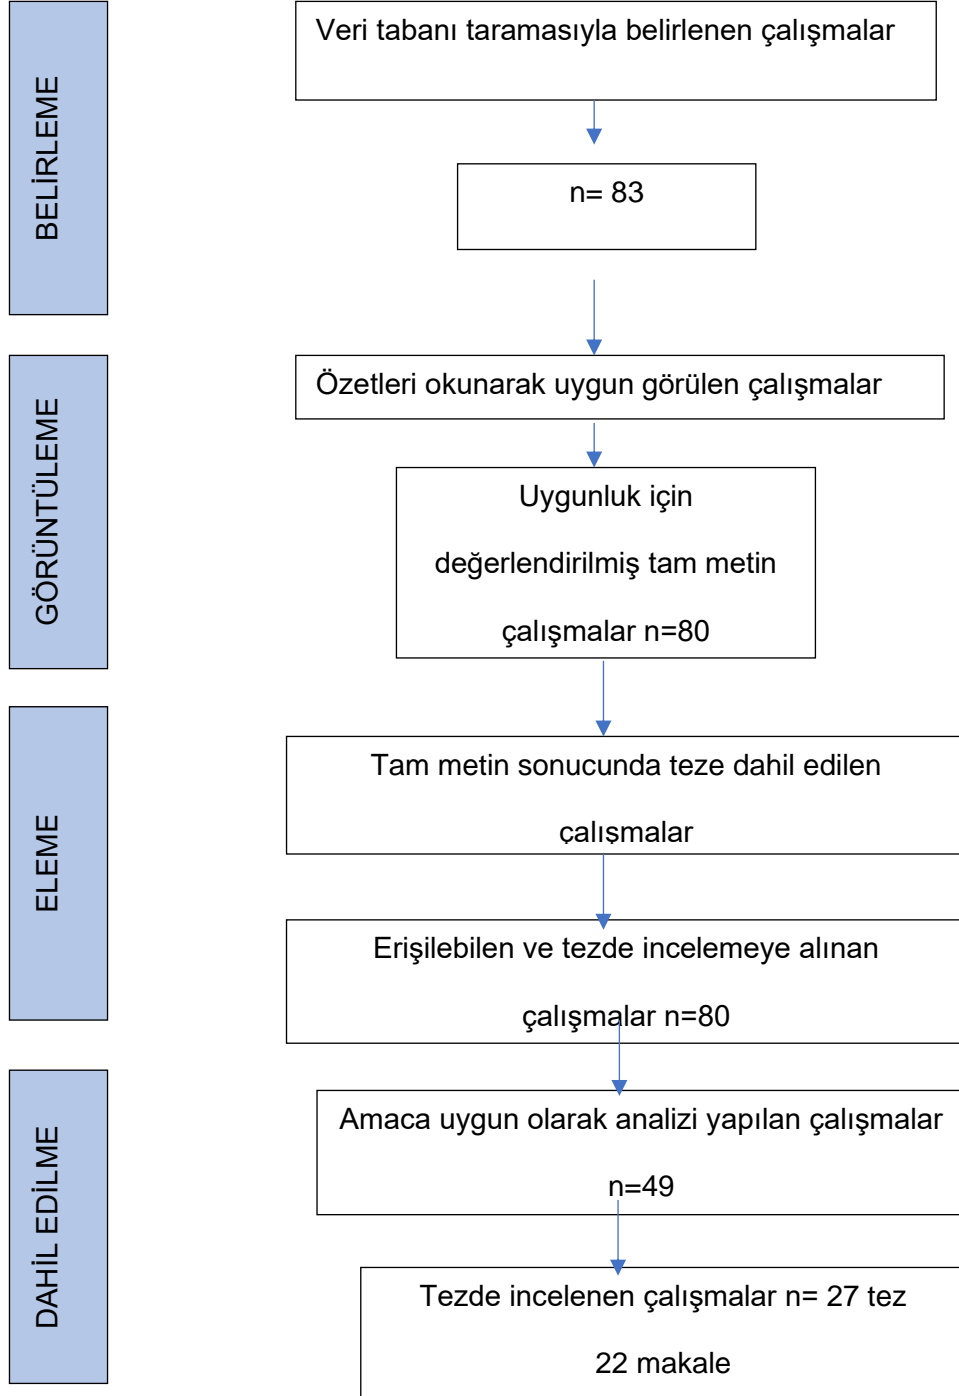 BELİRLEME
Veri tabanı taramasıyla belirlenen çalışmalar
n= 83
GÖRÜNTÜLEME
Özetleri okunarak uygun görülen çalışmalar
Uygunluk için
değerlendirilmiş tam metin
çalışmalar n=80
ELEME
Tam metin sonucunda teze dahil edilen
çalışmalar
Erişilebilen ve tezde incelemeye alınan
çalışmalar n=80
DAHİL EDİLME
Amaca uygun olarak analizi yapılan çalışmalar
n=49
Tezde incelenen çalışmalar n= 27 tez
22 makale